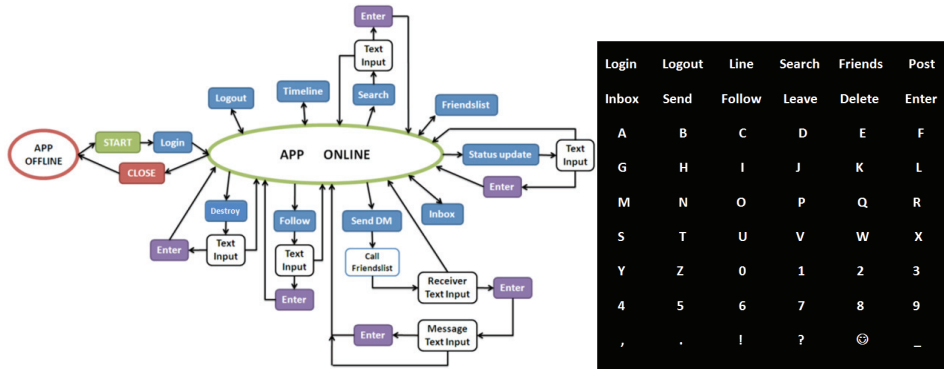 Enter
Text
Input
Logout
Timeline
Search
Friendslist
APP
OFFLINE
START
Login
CLOSE
APP ONLINE
Status update
Text
Input
Enter
Destroy
Text
Input
Enter
Follow
Text
Input
Enter
Send DM
Call
Friendslist
Inbox
Receiver
Text Input
Enter
Message
Text Input
Enter
Login Logout Line Search Friends Post
Inbox Send Follow Leave Delete Enter
A B C D E F
G H I J K L
M N O P Q R
S T U V W X
Y Z 0 1 2 3
4 5 6 7 8 9
, . ! ? ☺ _